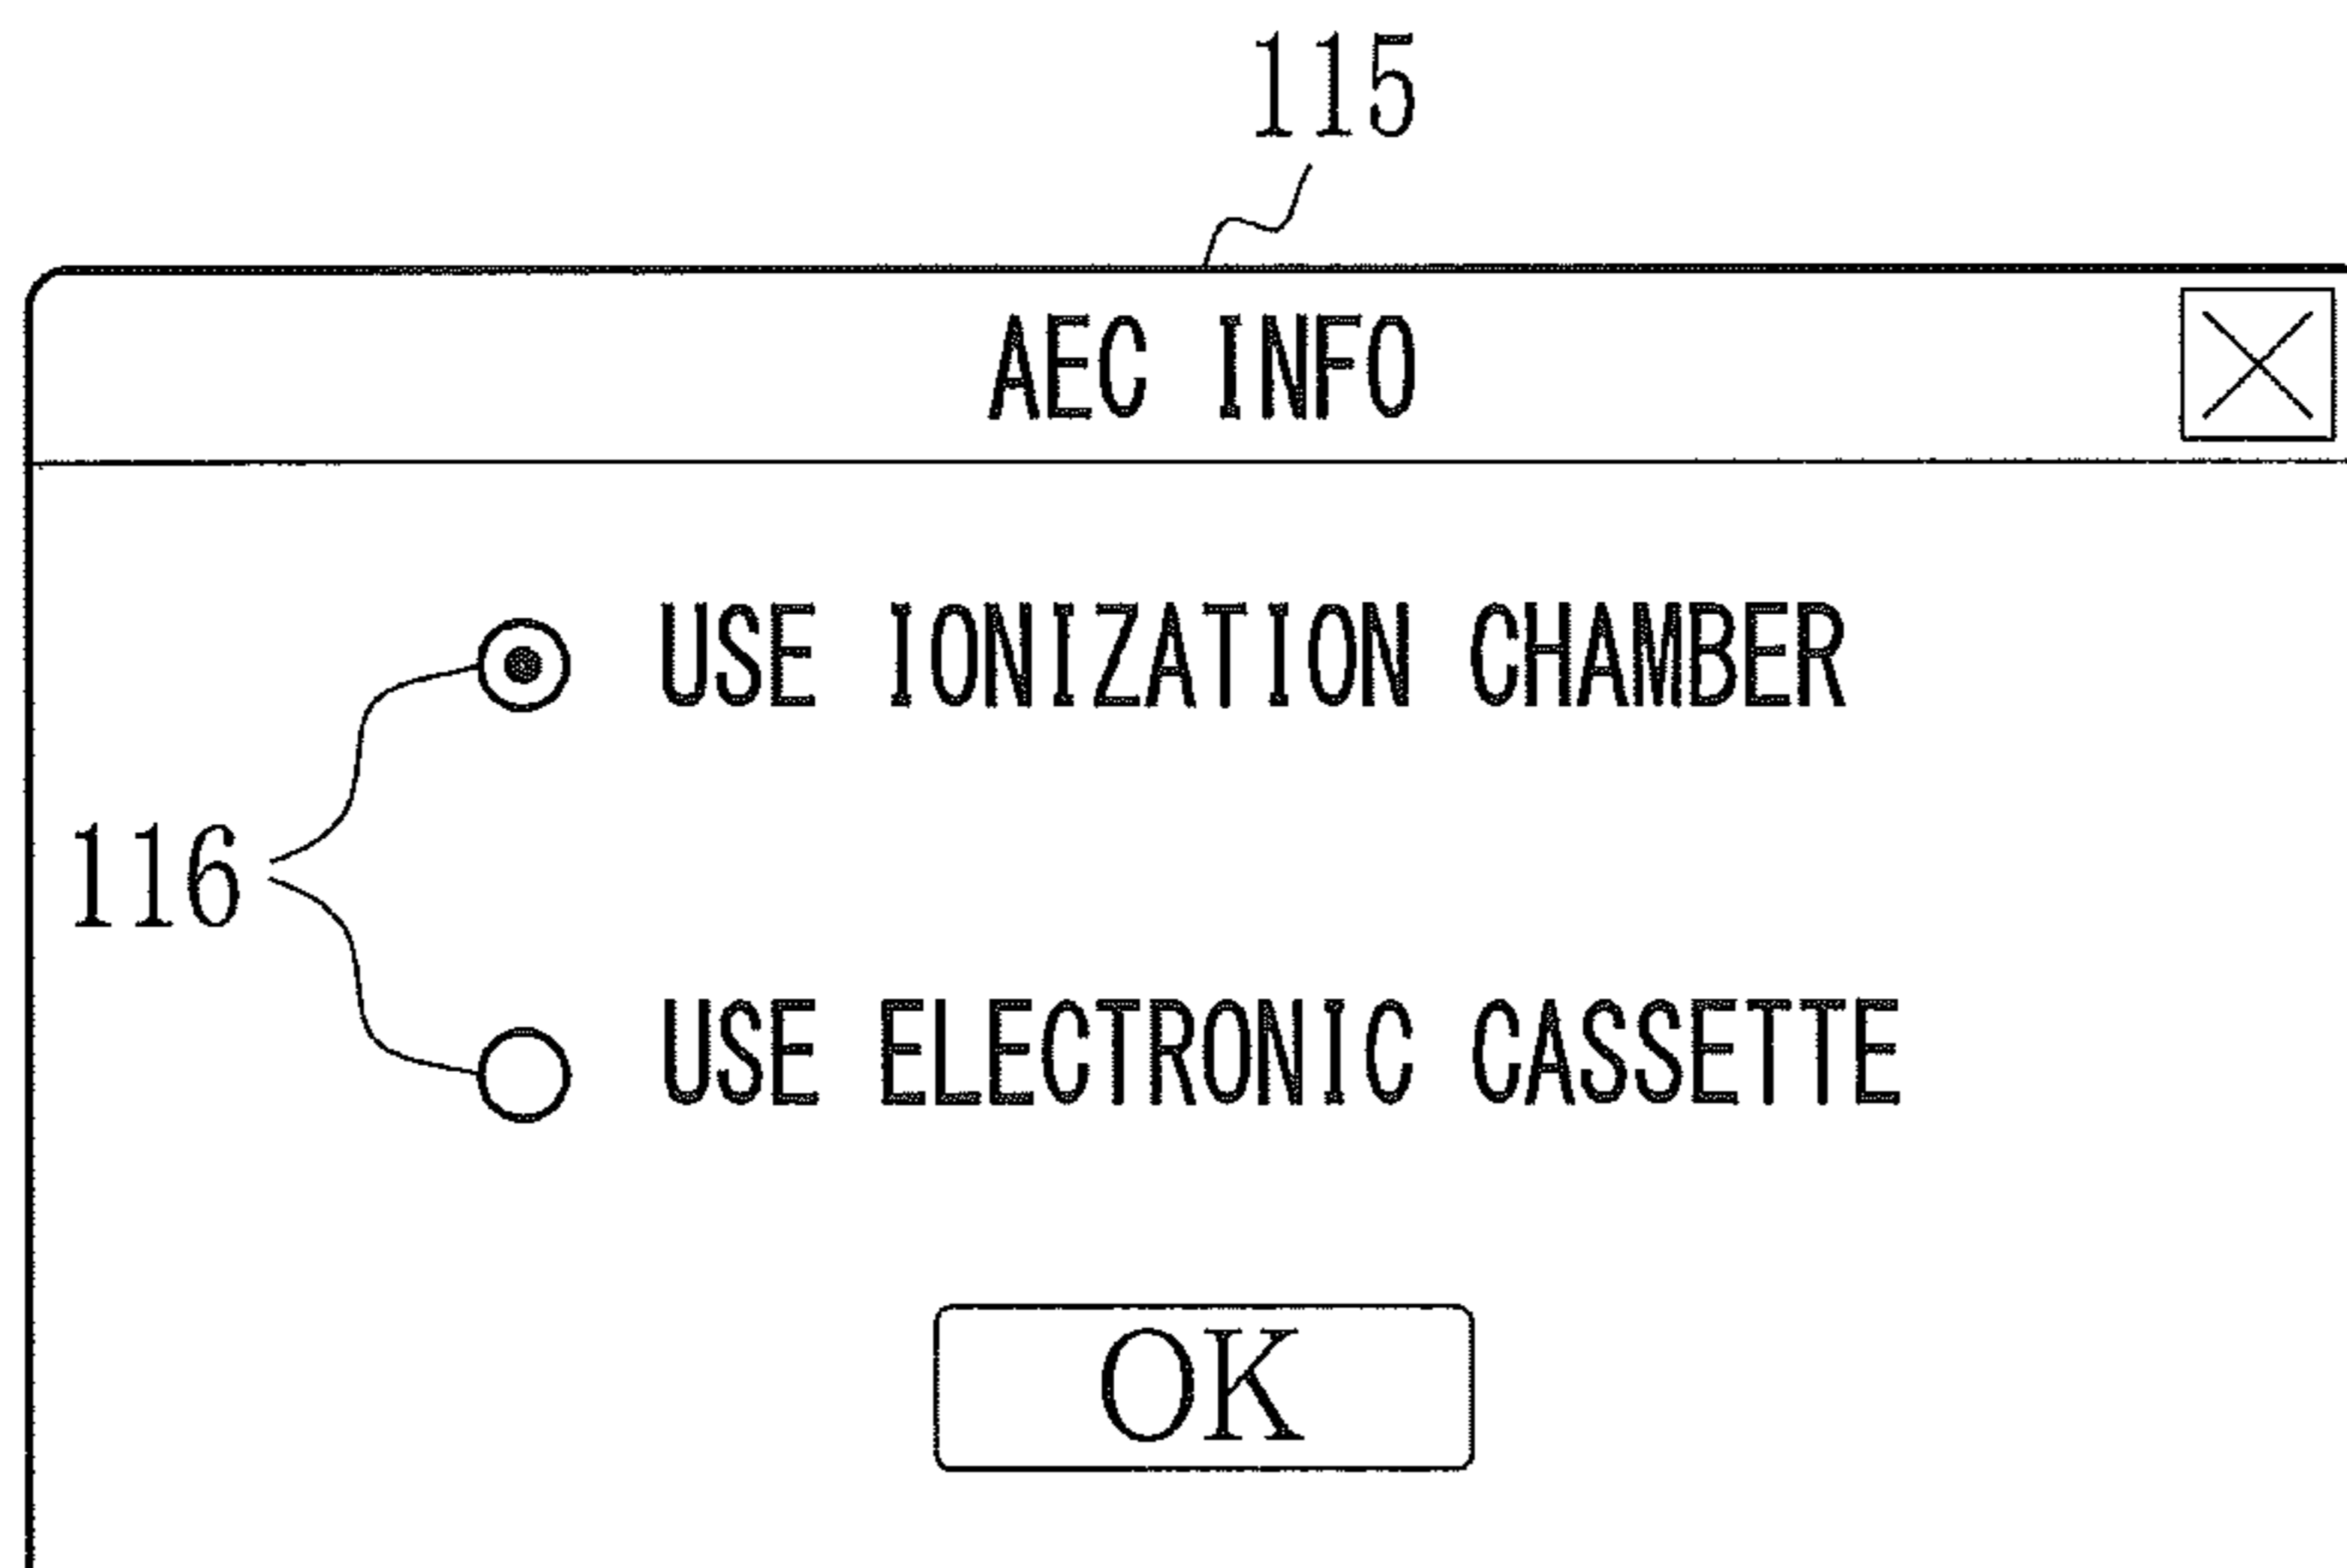 115
AEC INFO
USE IONIZATION CHAMBER
116
USE ELECTRONIC CASSETTE
OK